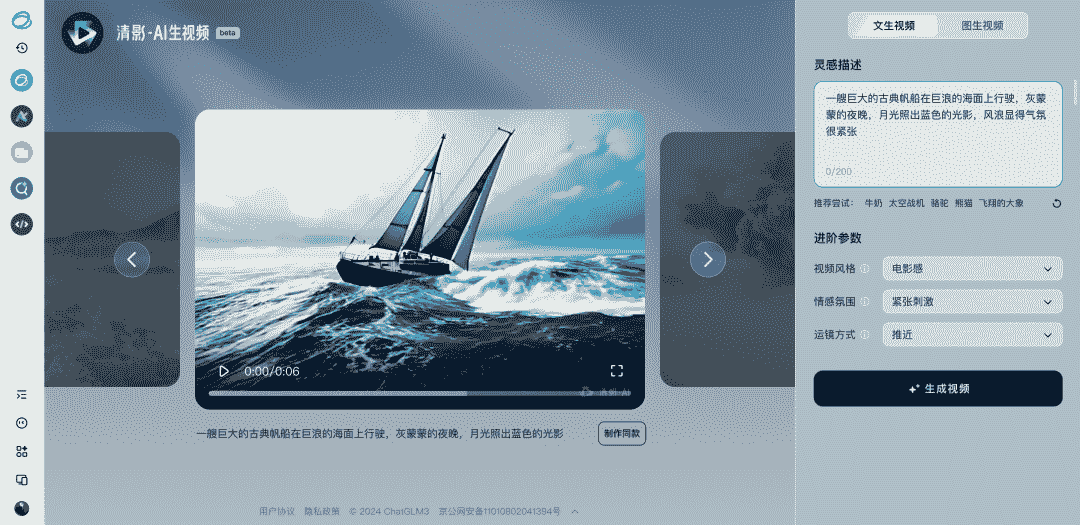 清影-AI生视频 beta
0:00/0:06
清影·AI
一艘巨大的古典帆船在巨浪的海面上行驶，灰蒙蒙的夜晚，月光照出蓝色的光影
制作同款
用户协议 隐私政策 © 2024 ChatGLM3 京公网安备11010802041394号
文生视频 图生视频
灵感描述
一艘巨大的古典帆船在巨浪的海面上行驶，灰蒙
蒙的夜晚，月光照出蓝色的光影，风浪显得气氛
很紧张
0/200
推荐尝试： 牛奶 太空战机 骆驼 熊猫 飞翔的大象
进阶参数
视频风格 电影感
情感氛围 紧张刺激
运镜方式 推近
生成视频